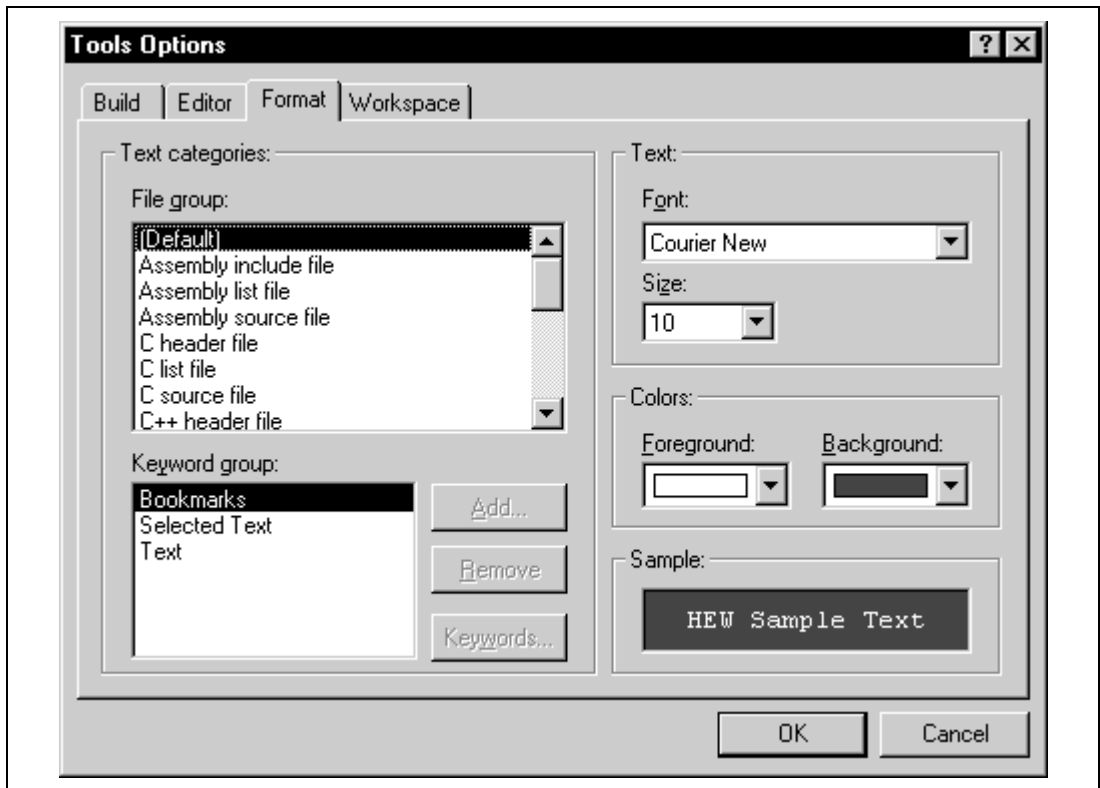 Tools Options
Build Editor Format Workspace
Text categories:
File group:
(Default)
Assembly include file
Assembly list file
Assembly source file
C header file
C list file
C source file
C++ header file
Keyword group:
Bookmarks
Selected Text
Text
Add...
Remove
Keywords...
Text:
Font:
Courier New
Size:
10
Colors:
Foreground: Background:
Sample:
HEW Sample Text
OK Cancel